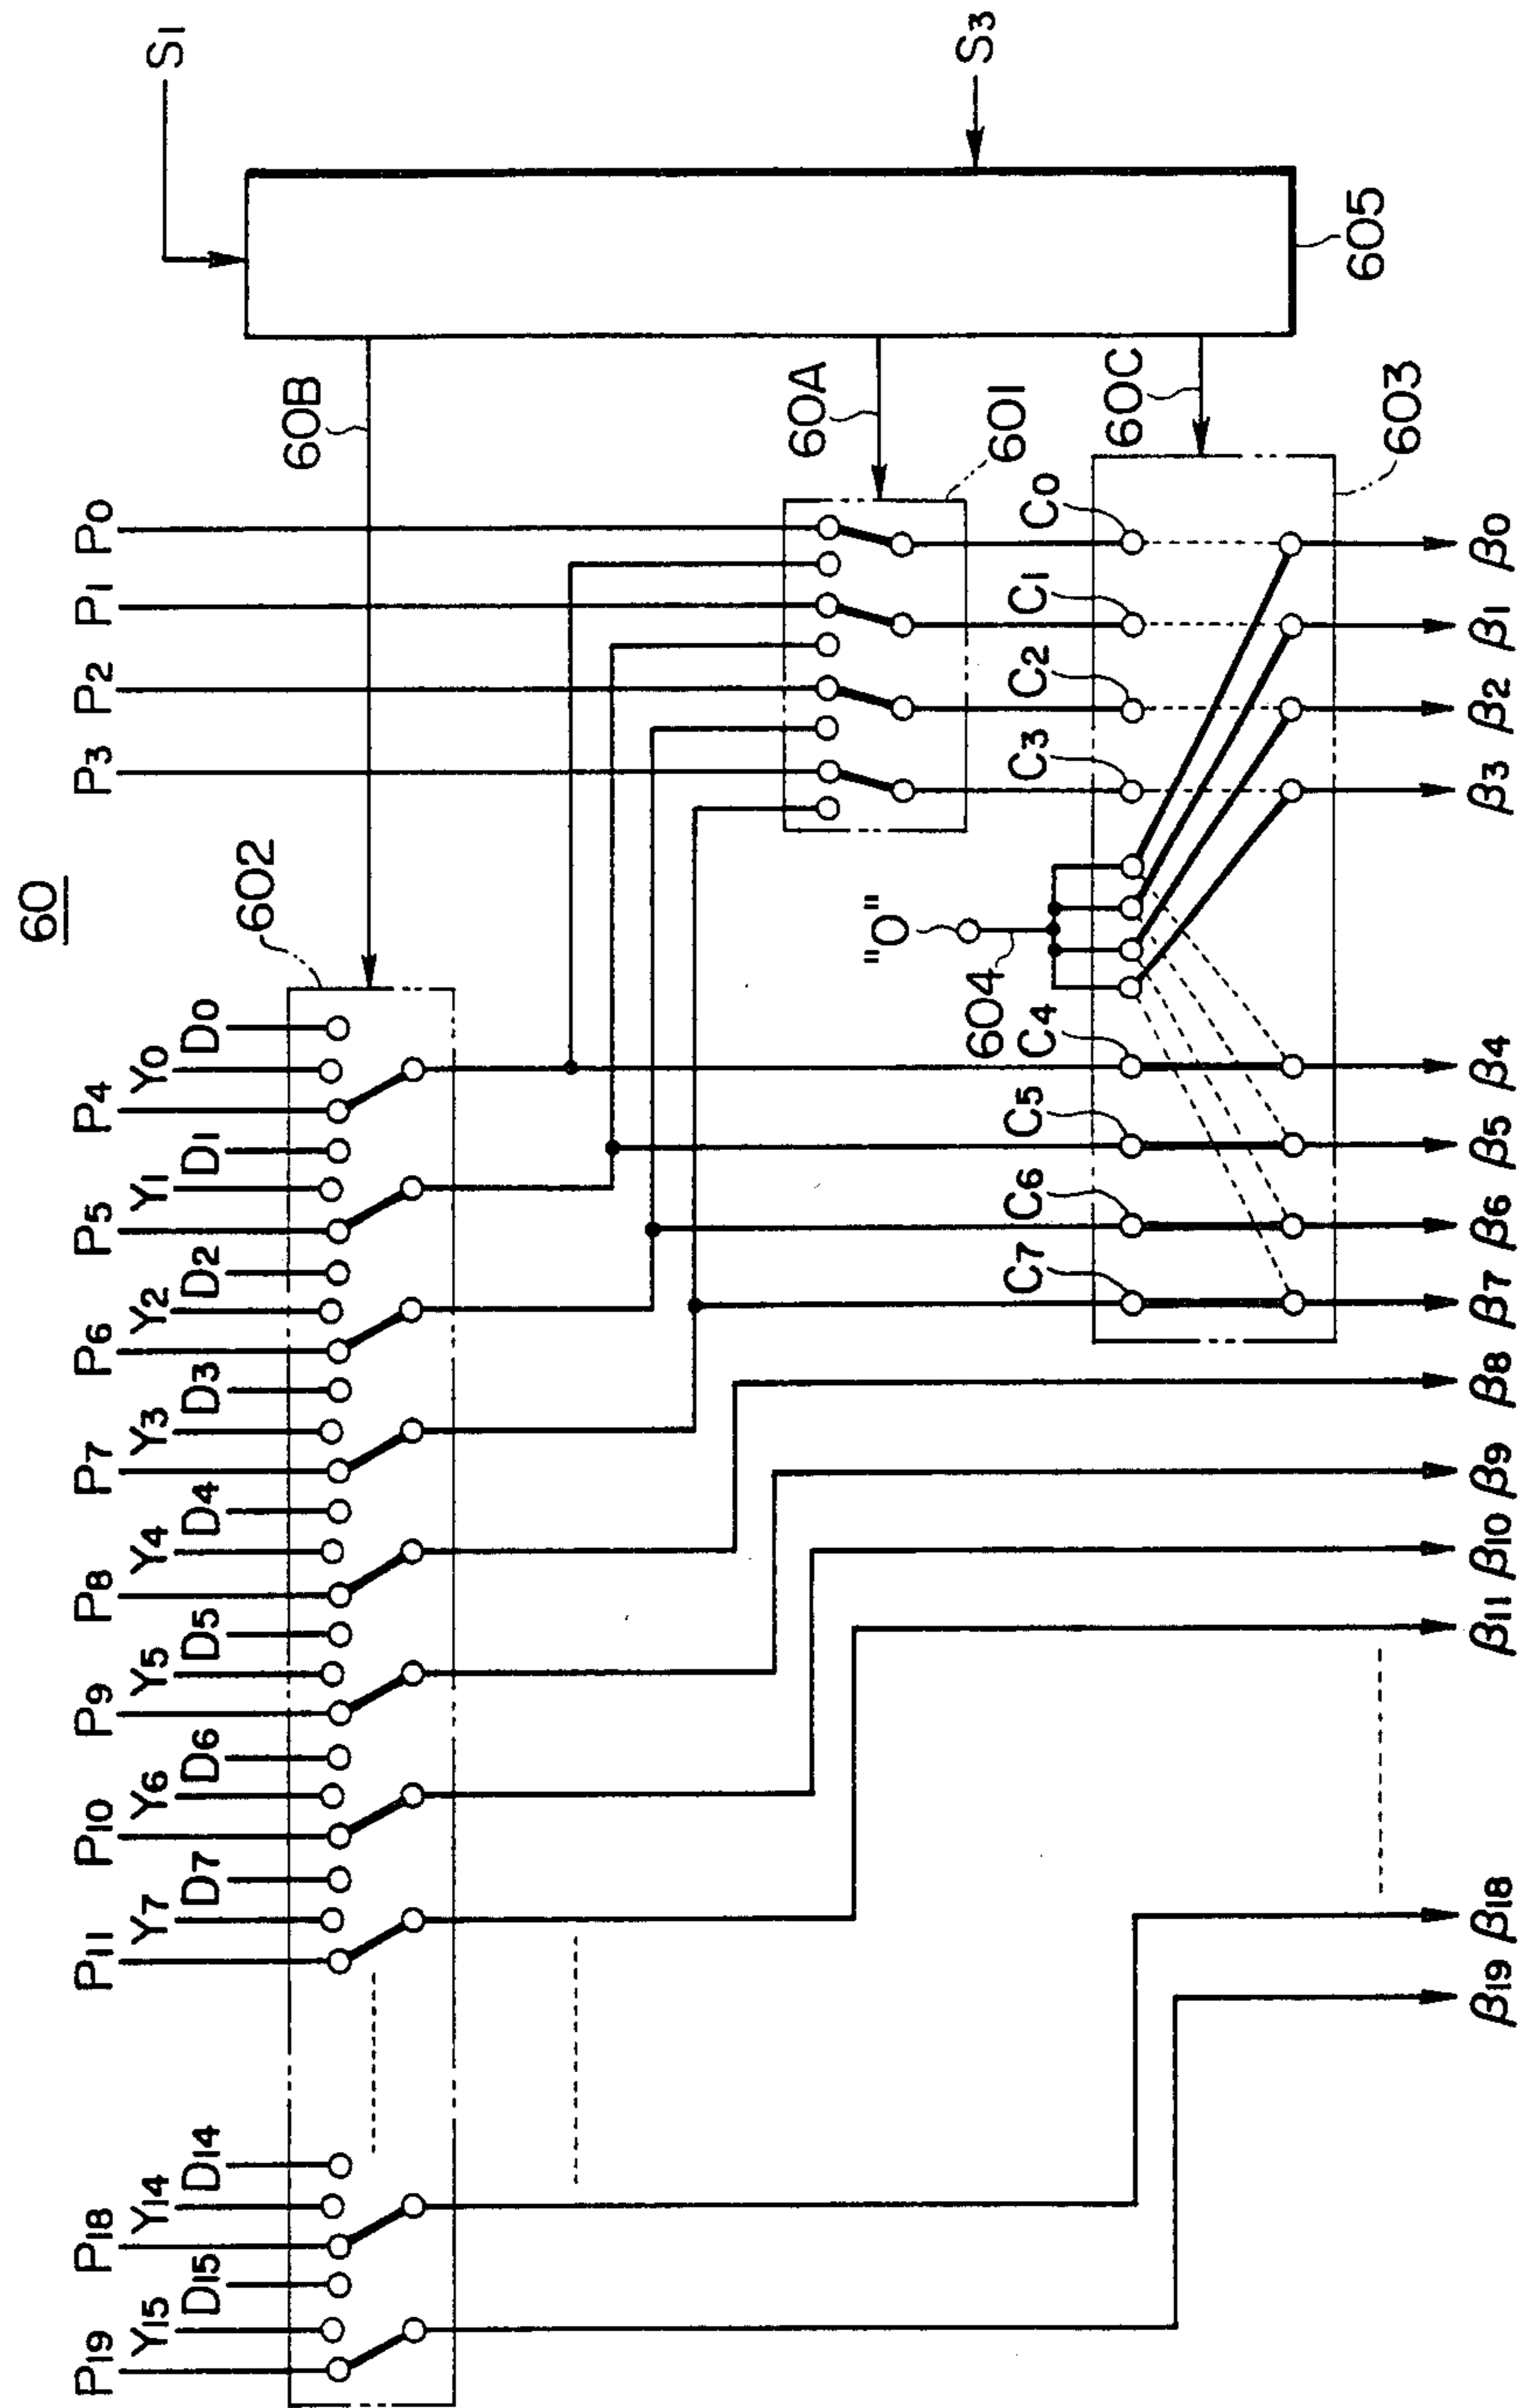 60
S1
S3
605
60B
60A
60C
601
602
603
604
"0"
P19 P18 P11 P10 P9 P8 P7 P6 P5 P4 P3 P2 P1 P0
Y15 Y14 Y7 Y6 Y5 Y4 Y3 Y2 Y1 Y0
D15 D14 D7 D6 D5 D4 D3 D2 D1 D0
C7 C6 C5 C4 C3 C2 C1 C0
β19 β18 β11 β10 β9 β8 β7 β6 β5 β4 β3 β2 β1 β0